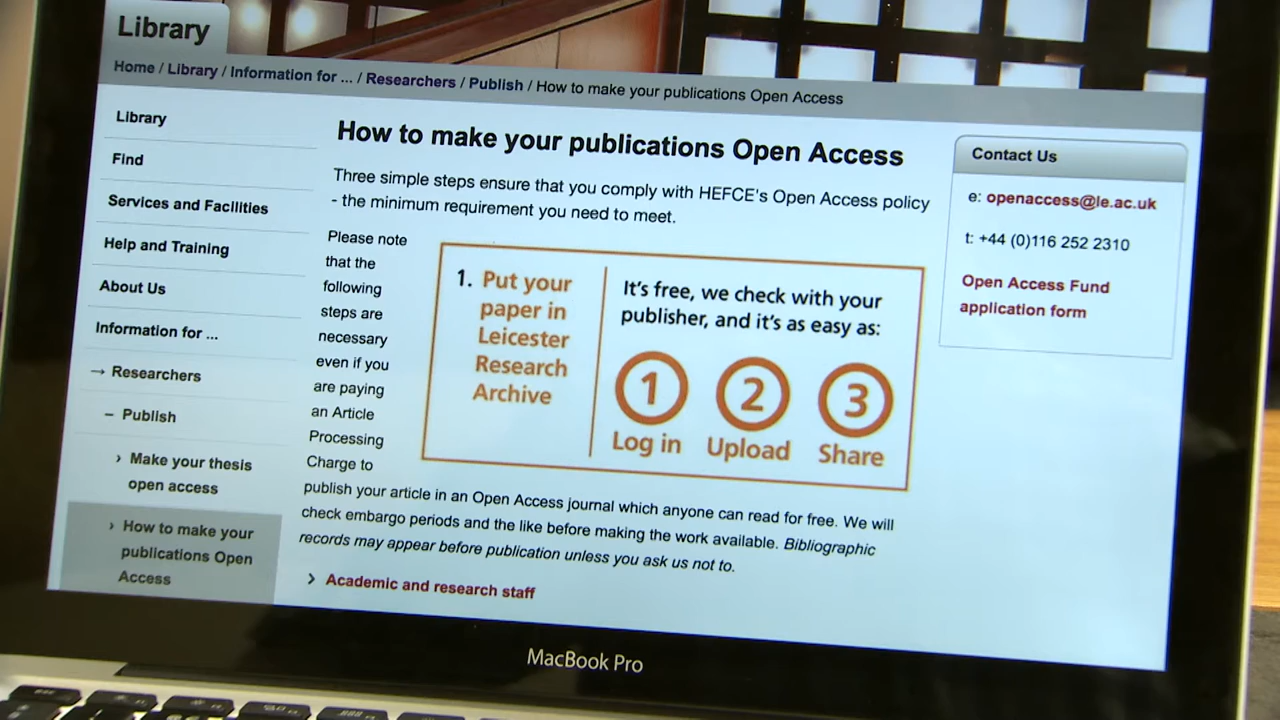 Library
Home / Library / Information for ... / Researchers / Publish / How to make your publications Open Access
Library
Find
Services and Facilities
Help and Training
About Us
Information for ...
→ Researchers
– Publish
› Make your thesis
open access
› How to make your
publications Open
Access
How to make your publications Open Access
Three simple steps ensure that you comply with HEFCE's Open Access policy
- the minimum requirement you need to meet.
Please note
that the
following
steps are
necessary
even if you
are paying
an Article
Processing
Charge to
publish your article in an Open Access journal which anyone can read for free. We will
check embargo periods and the like before making the work available. Bibliographic
records may appear before publication unless you ask us not to.
1. Put your
paper in
Leicester
Research
Archive
It's free, we check with your
publisher, and it's as easy as:
1 2 3
Log in Upload Share
› Academic and research staff
Contact Us
e: openaccess@le.ac.uk
t: +44 (0)116 252 2310
Open Access Fund
application form
MacBook Pro